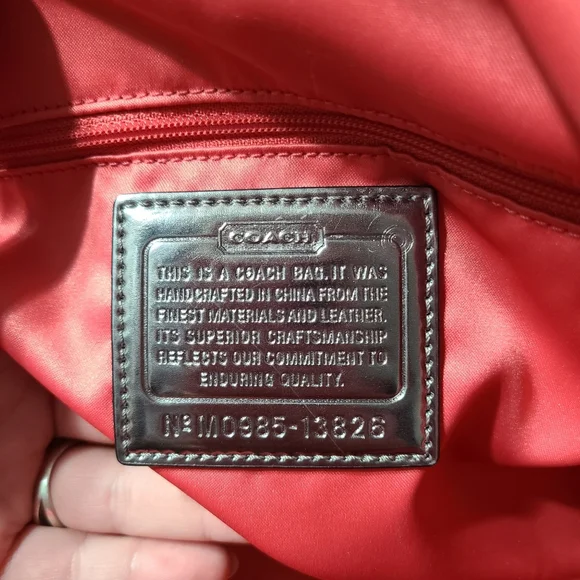 COACH
THIS IS A COACH BAG. IT WAS
HANDCRAFTED IN CHINA FROM THE
FINEST MATERIALS AND LEATHER.
ITS SUPERIOR CRAFTSMANSHIP
REFLECTS OUR COMMITMENT TO
ENDURING QUALITY.
Nº M0985-13826